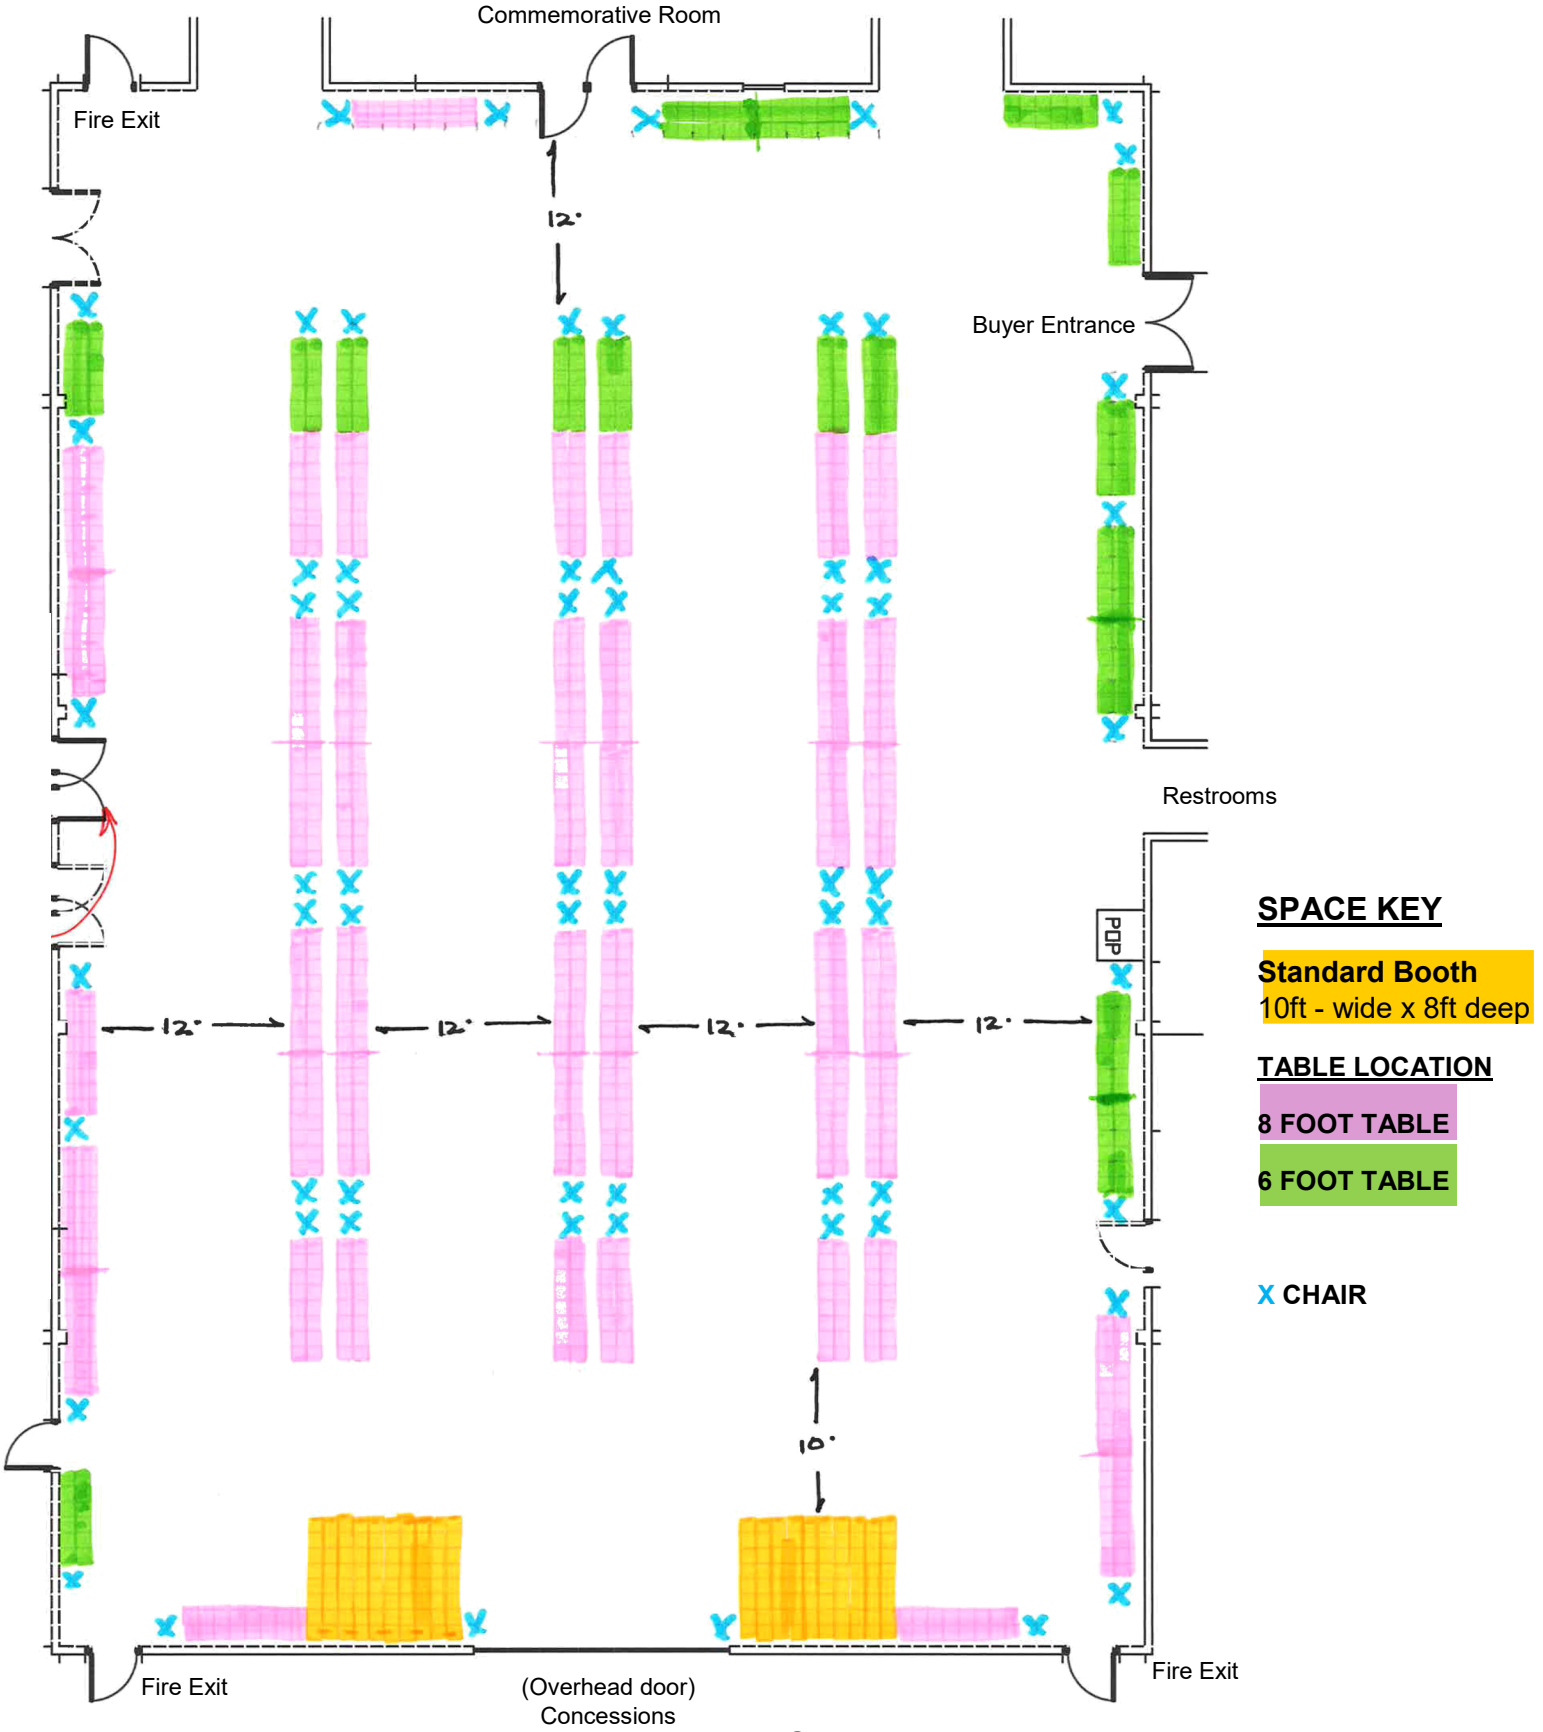 Commemorative Room
Fire Exit
12'
Buyer Entrance
Restrooms
POP
SPACE KEY
Standard Booth
10ft - wide x 8ft deep
12'
12'
12'
12'
TABLE LOCATION
8 FOOT TABLE
6 FOOT TABLE
X CHAIR
10'
Fire Exit
(Overhead door)
Concessions
Fire Exit